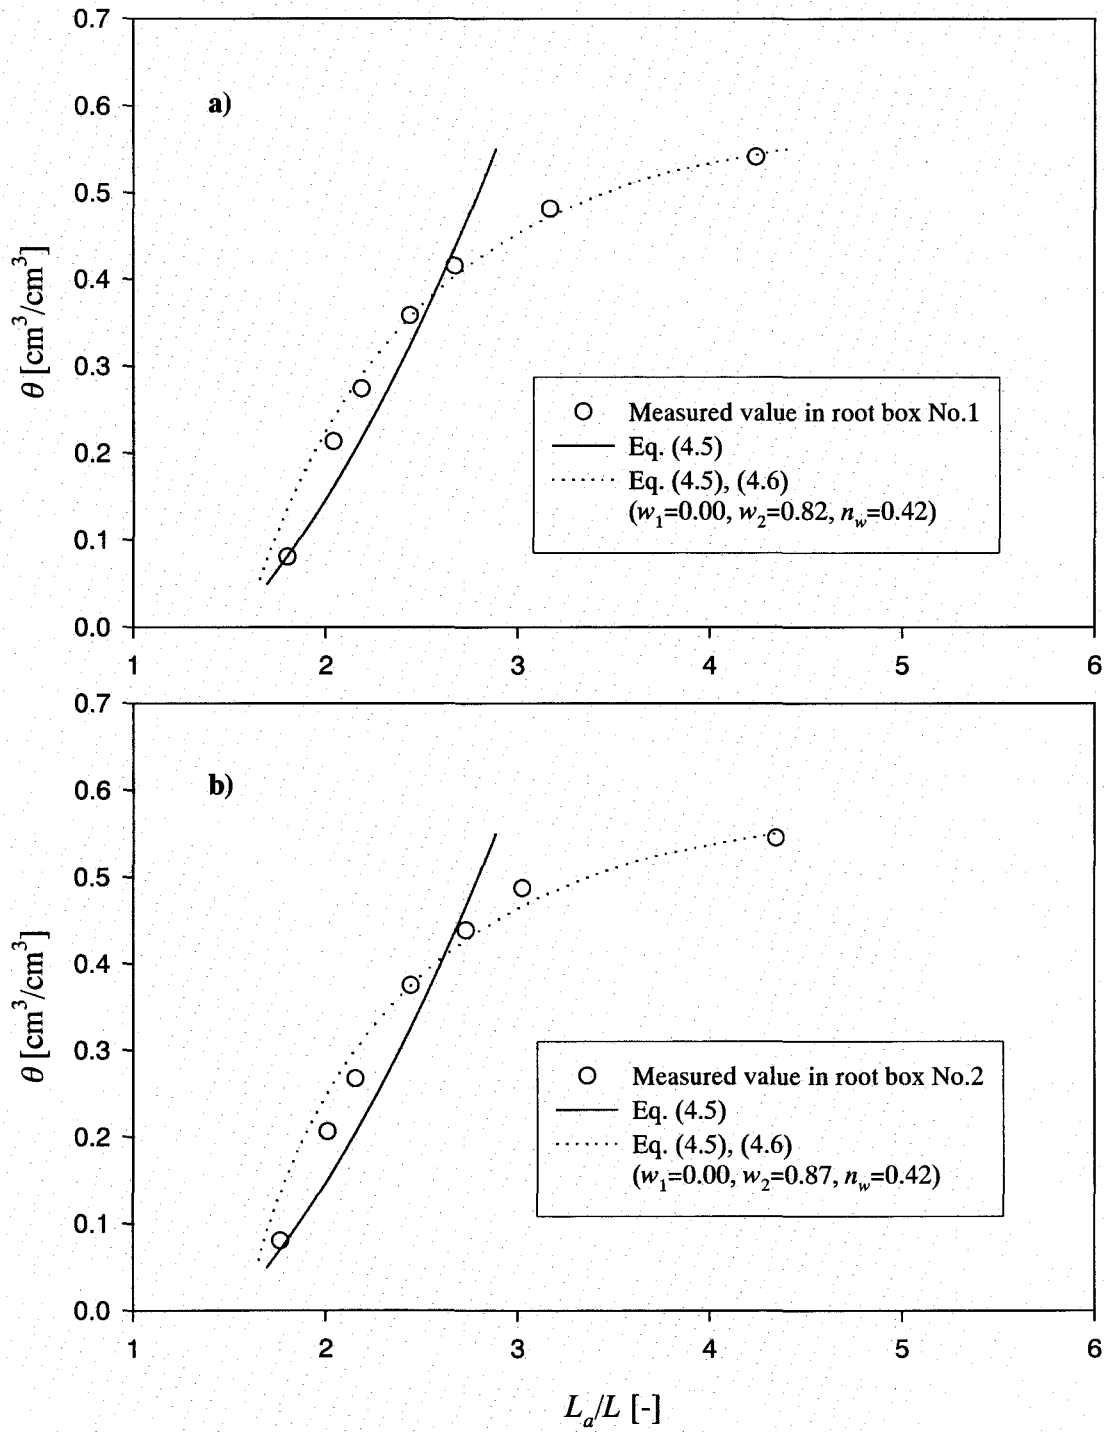 0.7
0.6
0.5
0.4
0.3
0.2
0.1
0.0
θ [cm³/cm³]
a)
Measured value in root box No.1
Eq. (4.5)
Eq. (4.5), (4.6)
(w₁=0.00, w₂=0.82, n_w=0.42)
1 2 3 4 5 6
0.7
0.6
0.5
0.4
0.3
0.2
0.1
0.0
θ [cm³/cm³]
b)
Measured value in root box No.2
Eq. (4.5)
Eq. (4.5), (4.6)
(w₁=0.00, w₂=0.87, n_w=0.42)
1 2 3 4 5 6
Lₐ/L [-]